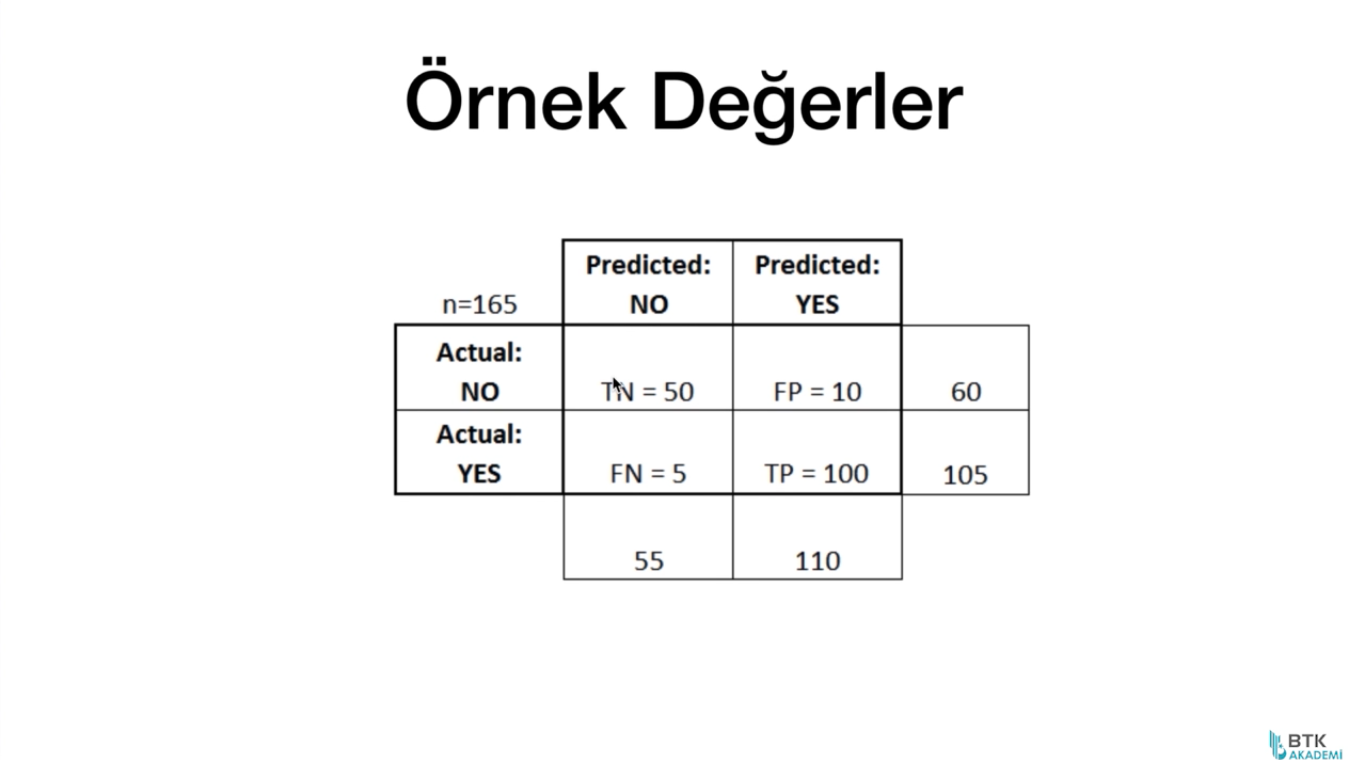 Örnek Değerler
Predicted: Predicted:
n=165 NO YES
Actual:
NO TN = 50 FP = 10 60
Actual:
YES FN = 5 TP = 100 105
55 110
BTK
AKADEMİ